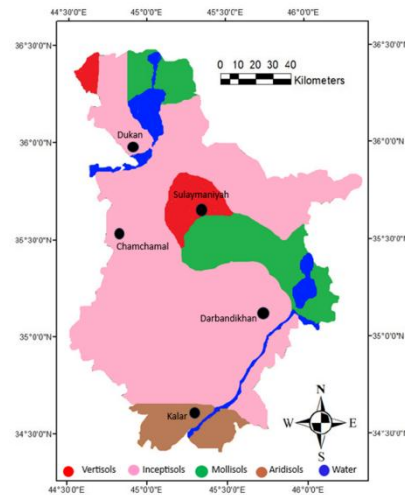 44°30'0"E 45°0'0"E 45°30'0"E 46°0'0"E
36°30'0"N 36°30'0"N
0 10 20 30 40
Kilometers
36°0'0"N 36°0'0"N
Dukan
Sulaymaniyah
35°30'0"N 35°30'0"N
Chamchamal
Darbandikhan
35°0'0"N 35°0'0"N
N
Kalar
W E
34°30'0"N 34°30'0"N
S
Vertisols Inceptisols Mollisols Aridisols Water
44°30'0"E 45°0'0"E 45°30'0"E 46°0'0"E